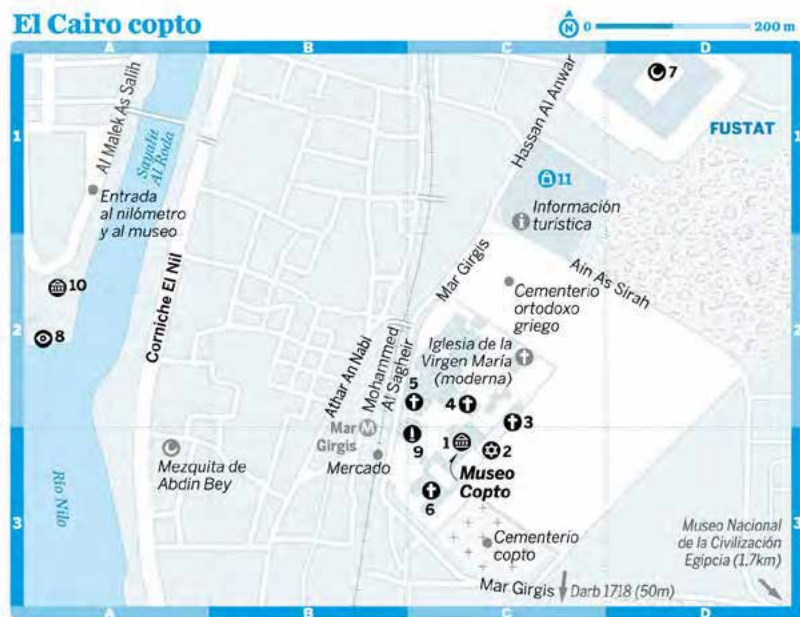 El Cairo copto
N
0
200 m
A
B
C
D
1
2
3
7
FUSTAT
Al Malek As Salih
Sayalit
Al Roda
Hassan Al Anwar
11
Entrada
al nilómetro
y al museo
Información
turística
Mar Girgis
Ain As Sirah
10
8
Corniche El Nil
Cementerio
ortodoxo
griego
Athar An Nabi
Mohammed
Al Sagheir
Iglesia de la
Virgen María
(moderna)
5
4
3
M
Mar
Girgis
9
1
2
Museo
Copto
Mezquita de
Abdin Bey
Mercado
6
Río Nilo
Cementerio
copto
Museo Nacional
de la Civilización
Egipcia (1.7km)
Mar Girgis
Darb 1718 (50m)
1
2
3
A
B
C
D